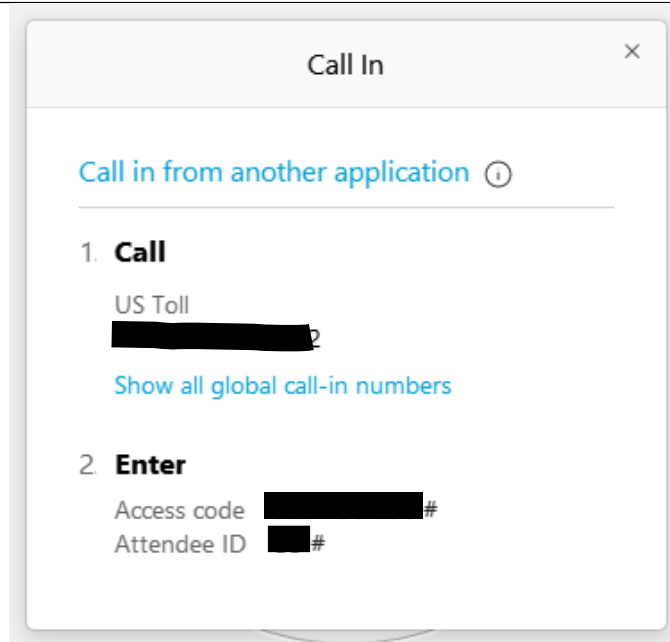 Call In
Call in from another application
1. Call
US Toll
2
Show all global call-in numbers
2. Enter
Access code #
Attendee ID #